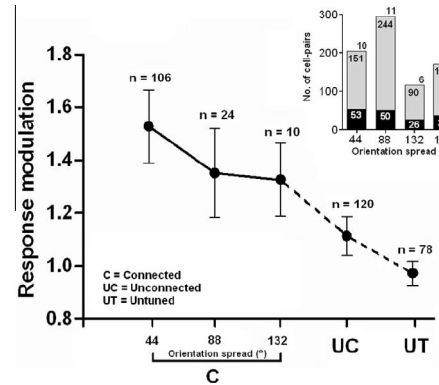 Response modulation
1.8
1.6
1.4
1.2
1.0
0.8
n = 106
n = 24
n = 10
n = 120
n = 78
C = Connected
UC = Unconnected
UT = Untuned
44 88 132 UC UT
Orientation spread (°)
C
No. of cell-pairs
300
200
100
0
10 11 6
151 244 90
53 50 26
44 88 132
Orientation spread (°)